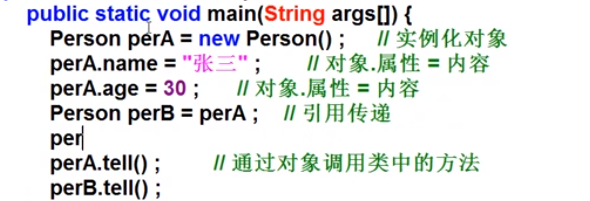 public static void main(String args[]) {
Person perA = new Person() ; // 实例化对象
perA.name = "张三" ; // 对象.属性 = 内容
perA.age = 30 ; // 对象.属性 = 内容
Person perB = perA ; // 引用传递
per
perA.tell() ; // 通过对象调用类中的方法
perB.tell() ;